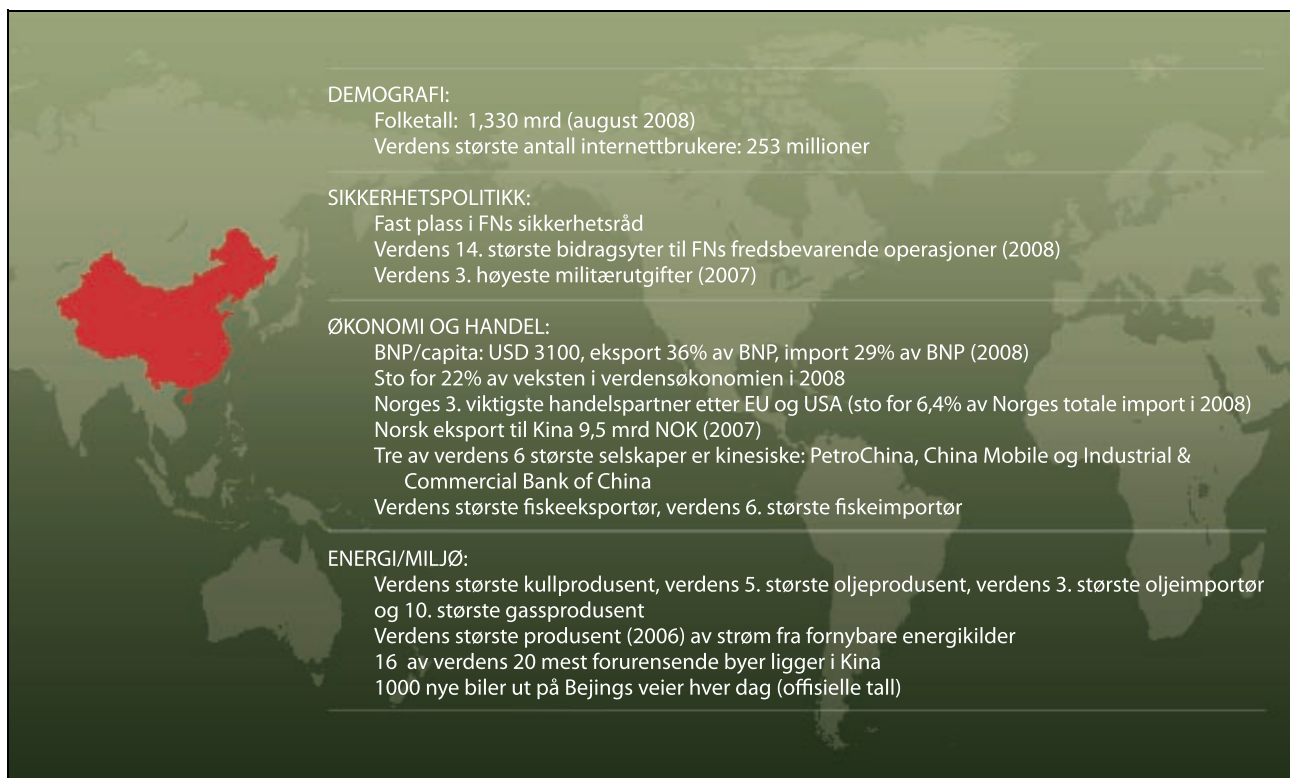 DEMOGRAFI:
Folketall: 1,330 mrd (august 2008)
Verdens største antall internettbrukere: 253 millioner
SIKKERHETSPOLITIKK:
Fast plass i FNs sikkerhetsråd
Verdens 14. største bidragsyter til FNs fredsbevarende operasjoner (2008)
Verdens 3. høyeste militærutgifter (2007)
ØKONOMI OG HANDEL:
BNP/capita: USD 3100, eksport 36% av BNP, import 29% av BNP (2008)
Sto for 22% av veksten i verdensøkonomien i 2008
Norges 3. viktigste handelspartner etter EU og USA (sto for 6,4% av Norges totale import i 2008)
Norsk eksport til Kina 9,5 mrd NOK (2007)
Tre av verdens 6 største selskaper er kinesiske: PetroChina, China Mobile og Industrial &
Commercial Bank of China
Verdens største fiskeeksportør, verdens 6. største fiskeimportør
ENERGI/MILJØ:
Verdens største kullprodusent, verdens 5. største oljeprodusent, verdens 3. største oljeimportør
og 10. største gassprodusent
Verdens største produsent (2006) av strøm fra fornybare energikilder
16 av verdens 20 mest forurensende byer ligger i Kina
1000 nye biler ut på Bejings veier hver dag (offisielle tall)